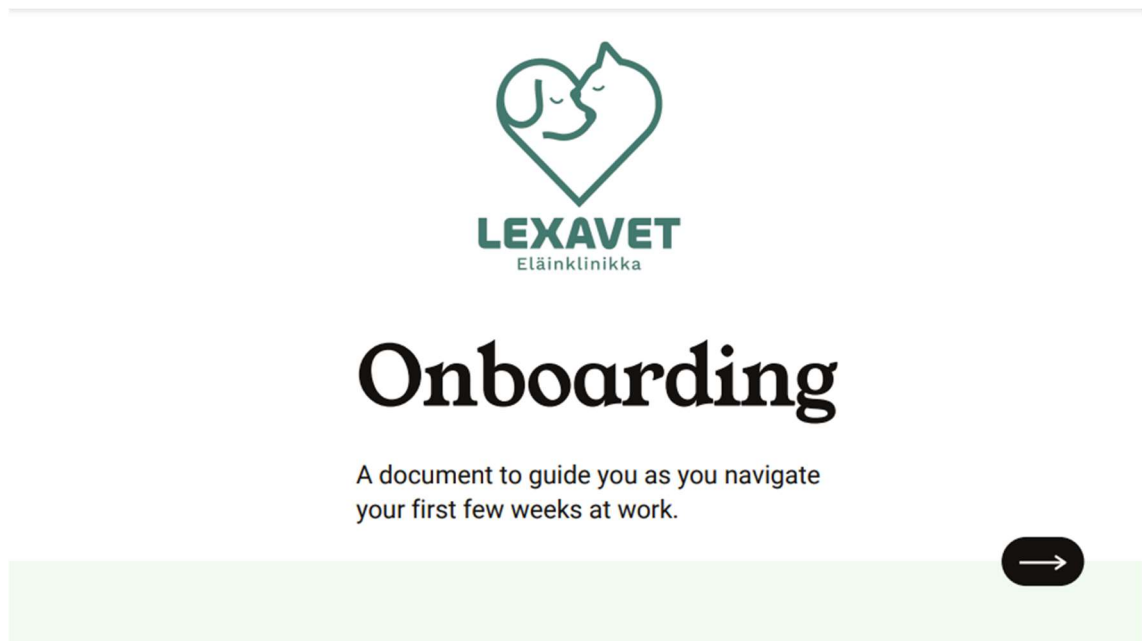 LEXAVET
Eläinklinikka
Onboarding
A document to guide you as you navigate
your first few weeks at work.